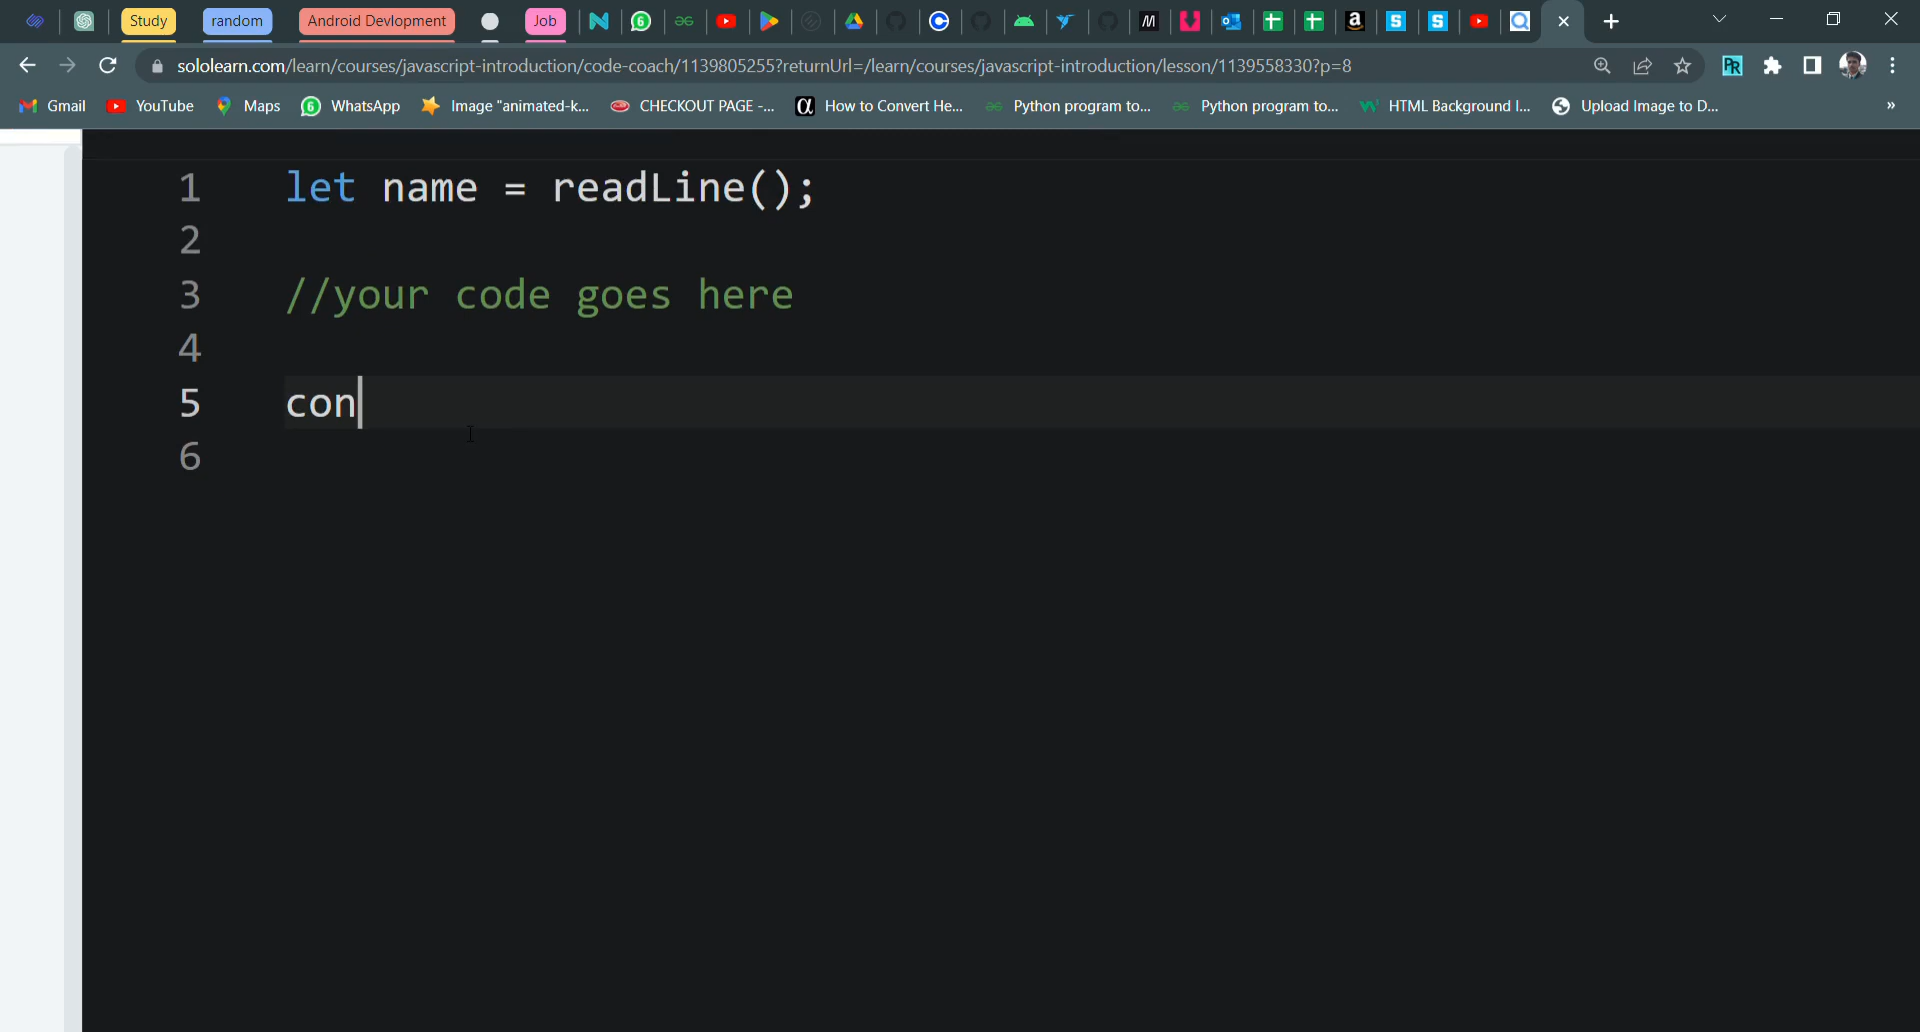 Study random Android Devlopment Job
sololearn.com/learn/courses/javascript-introduction/code-coach/1139805255?returnUrl=/learn/courses/javascript-introduction/lesson/1139558330?p=8
Gmail YouTube Maps WhatsApp Image "animated-k... CHECKOUT PAGE -... How to Convert He... Python program to... Python program to... HTML Background I... Upload Image to D... »
1 let name = readLine();
2
3 //your code goes here
4
5 con
6